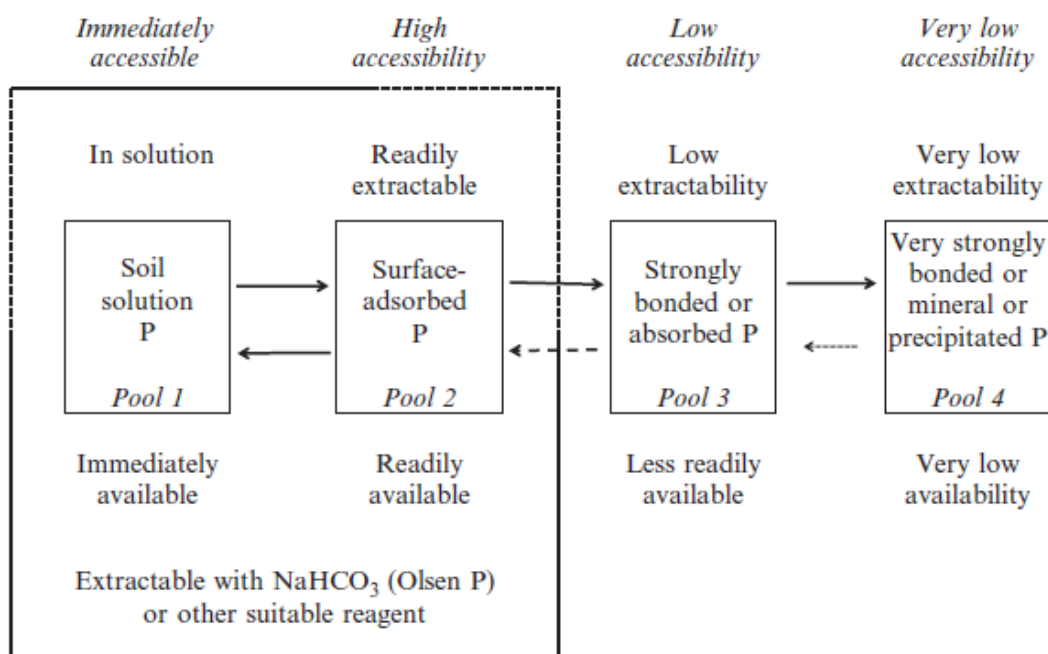 Immediately
accessible
High
accessibility
Low
accessibility
Very low
accessibility
In solution
Readily
extractable
Low
extractability
Very low
extractability
Soil
solution
P
Pool 1
Surface-
adsorbed
P
Pool 2
Strongly
bonded or
absorbed P
Pool 3
Very strongly
bonded or
mineral or
precipitated P
Pool 4
Immediately
available
Readily
available
Less readily
available
Very low
availability
Extractable with NaHCO₃ (Olsen P)
or other suitable reagent